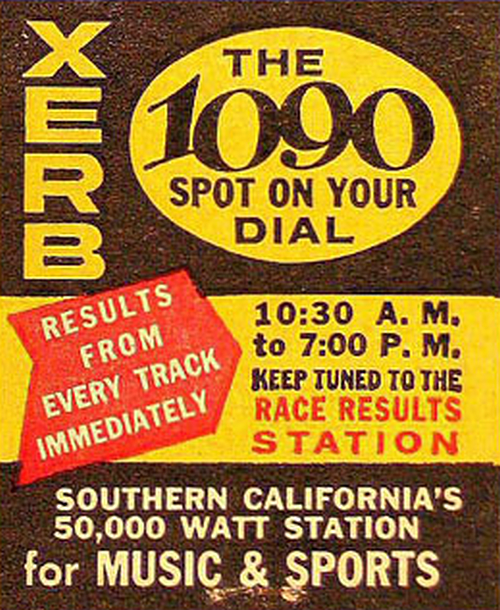 XERB
THE
1090
SPOT ON YOUR
DIAL
RESULTS
FROM
EVERY TRACK
IMMEDIATELY
10:30 A. M.
to 7:00 P. M.
KEEP TUNED TO THE
RACE RESULTS
STATION
SOUTHERN CALIFORNIA'S
50,000 WATT STATION
for MUSIC & SPORTS